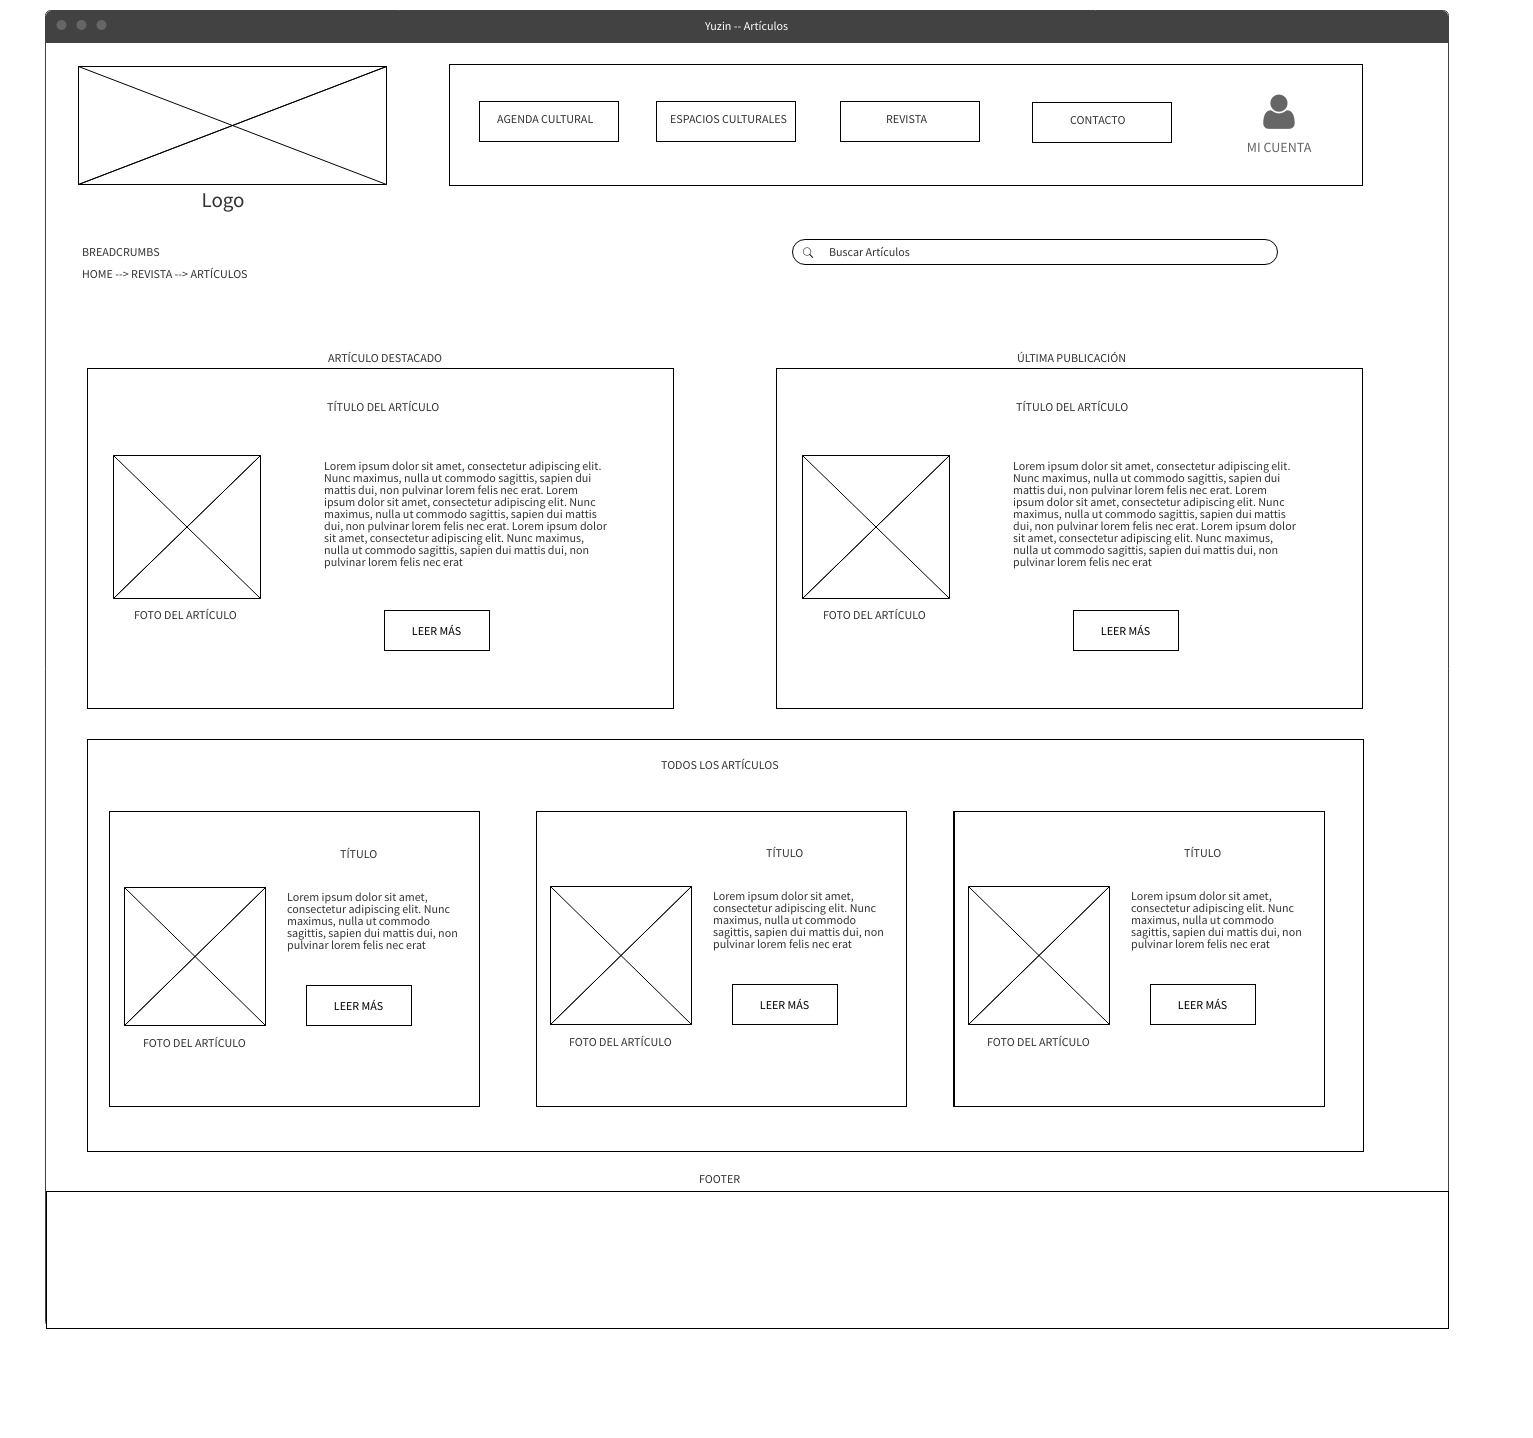 Yuzin -- Artículos
AGENDA CULTURAL
ESPACIOS CULTURALES
REVISTA
CONTACTO
MI CUENTA
Logo
BREADCRUMBS
HOME --> REVISTA --> ARTÍCULOS
Buscar Artículos
ARTÍCULO DESTACADO
TÍTULO DEL ARTÍCULO
Lorem ipsum dolor sit amet, consectetur adipiscing elit.
Nunc maximus, nulla ut commodo sagittis, sapien dui
mattis dui, non pulvinar lorem felis nec erat. Lorem
ipsum dolor sit amet, consectetur adipiscing elit. Nunc
maximus, nulla ut commodo sagittis, sapien dui mattis
dui, non pulvinar lorem felis nec erat. Lorem ipsum dolor
sit amet, consectetur adipiscing elit. Nunc maximus,
nulla ut commodo sagittis, sapien dui mattis dui, non
pulvinar lorem felis nec erat
FOTO DEL ARTÍCULO
LEER MÁS
ÚLTIMA PUBLICACIÓN
TÍTULO DEL ARTÍCULO
Lorem ipsum dolor sit amet, consectetur adipiscing elit.
Nunc maximus, nulla ut commodo sagittis, sapien dui
mattis dui, non pulvinar lorem felis nec erat. Lorem
ipsum dolor sit amet, consectetur adipiscing elit. Nunc
maximus, nulla ut commodo sagittis, sapien dui mattis
dui, non pulvinar lorem felis nec erat. Lorem ipsum dolor
sit amet, consectetur adipiscing elit. Nunc maximus,
nulla ut commodo sagittis, sapien dui mattis dui, non
pulvinar lorem felis nec erat
FOTO DEL ARTÍCULO
LEER MÁS
TODOS LOS ARTÍCULOS
TÍTULO
Lorem ipsum dolor sit amet,
consectetur adipiscing elit. Nunc
maximus, nulla ut commodo
sagittis, sapien dui mattis dui, non
pulvinar lorem felis nec erat
LEER MÁS
FOTO DEL ARTÍCULO
TÍTULO
Lorem ipsum dolor sit amet,
consectetur adipiscing elit. Nunc
maximus, nulla ut commodo
sagittis, sapien dui mattis dui, non
pulvinar lorem felis nec erat
LEER MÁS
FOTO DEL ARTÍCULO
TÍTULO
Lorem ipsum dolor sit amet,
consectetur adipiscing elit. Nunc
maximus, nulla ut commodo
sagittis, sapien dui mattis dui, non
pulvinar lorem felis nec erat
LEER MÁS
FOTO DEL ARTÍCULO
FOOTER